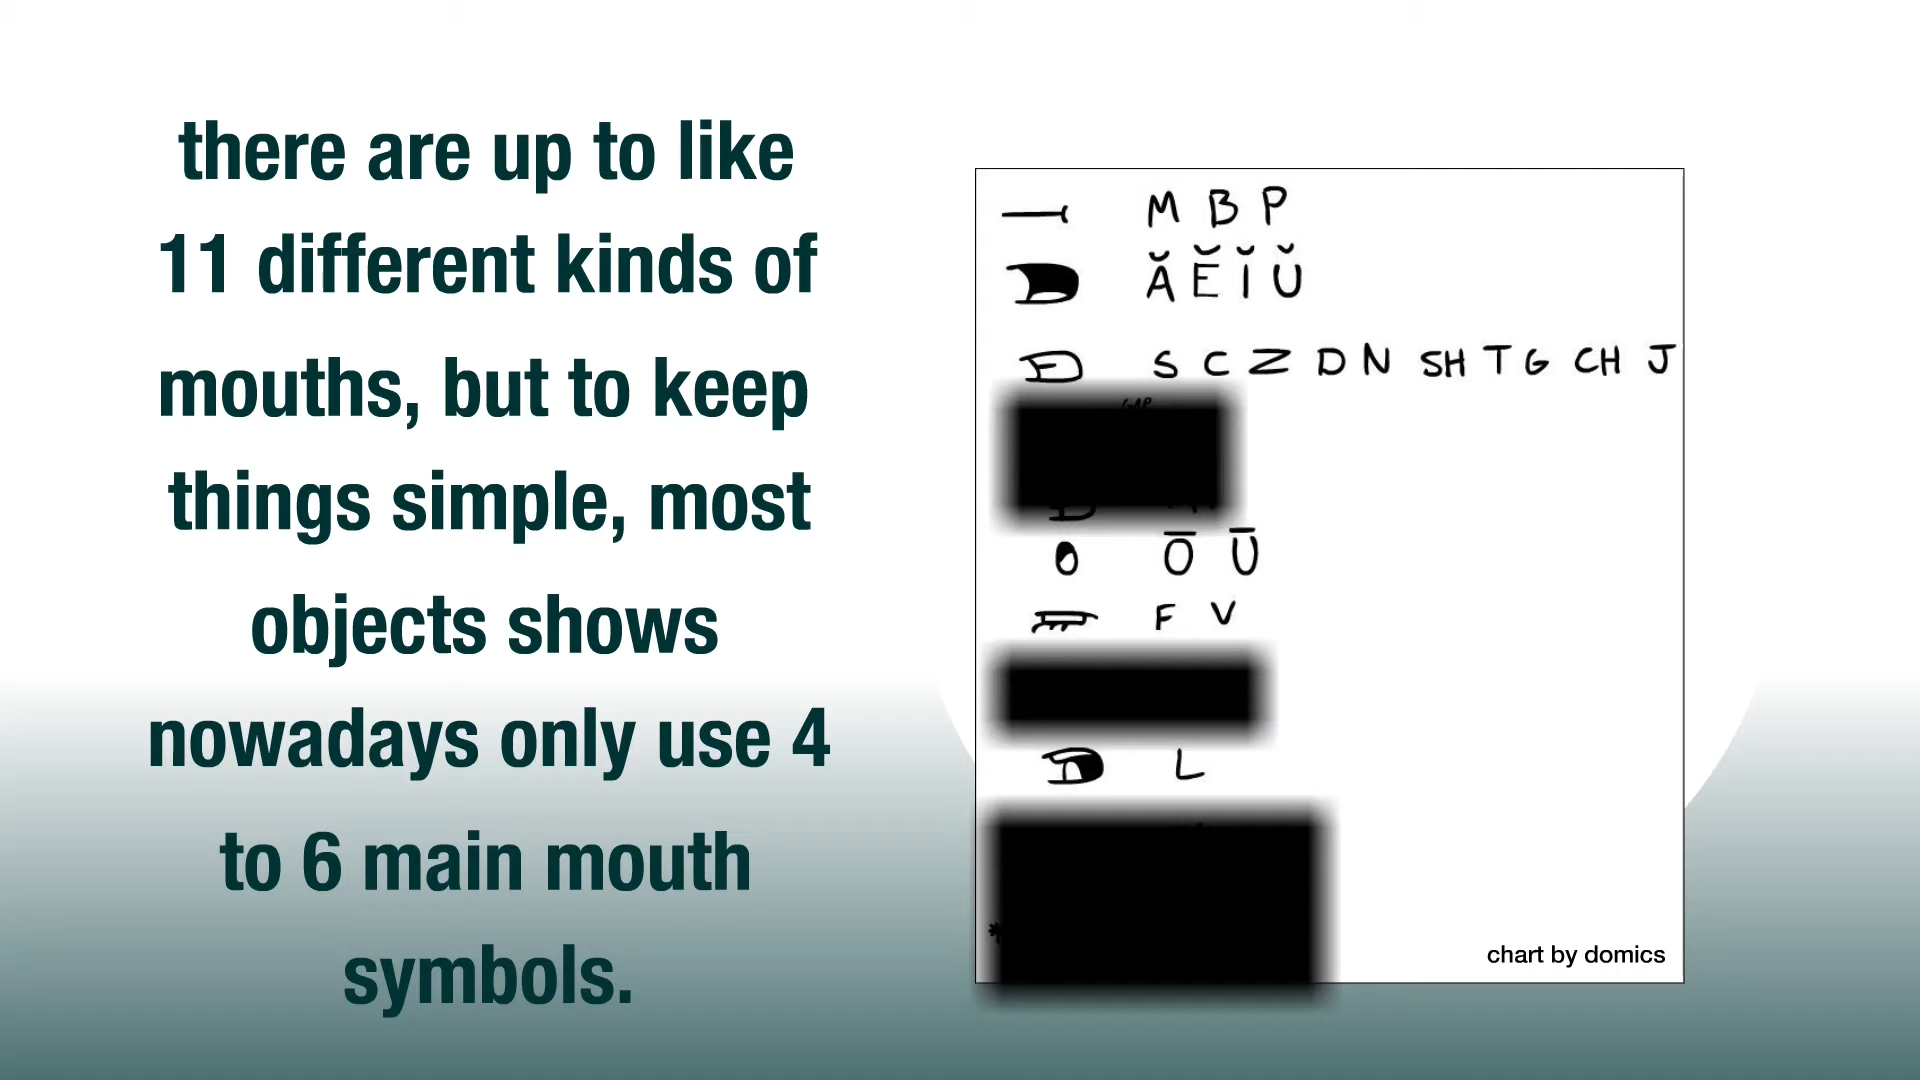 there are up to like
11 different kinds of
mouths, but to keep
things simple, most
objects shows
nowadays only use 4
to 6 main mouth
symbols.
M B P
Ă Ĕ Ĭ Ŭ
S C Z D N SH T G CH J
Ō Ū
F V
L
*
chart by domics